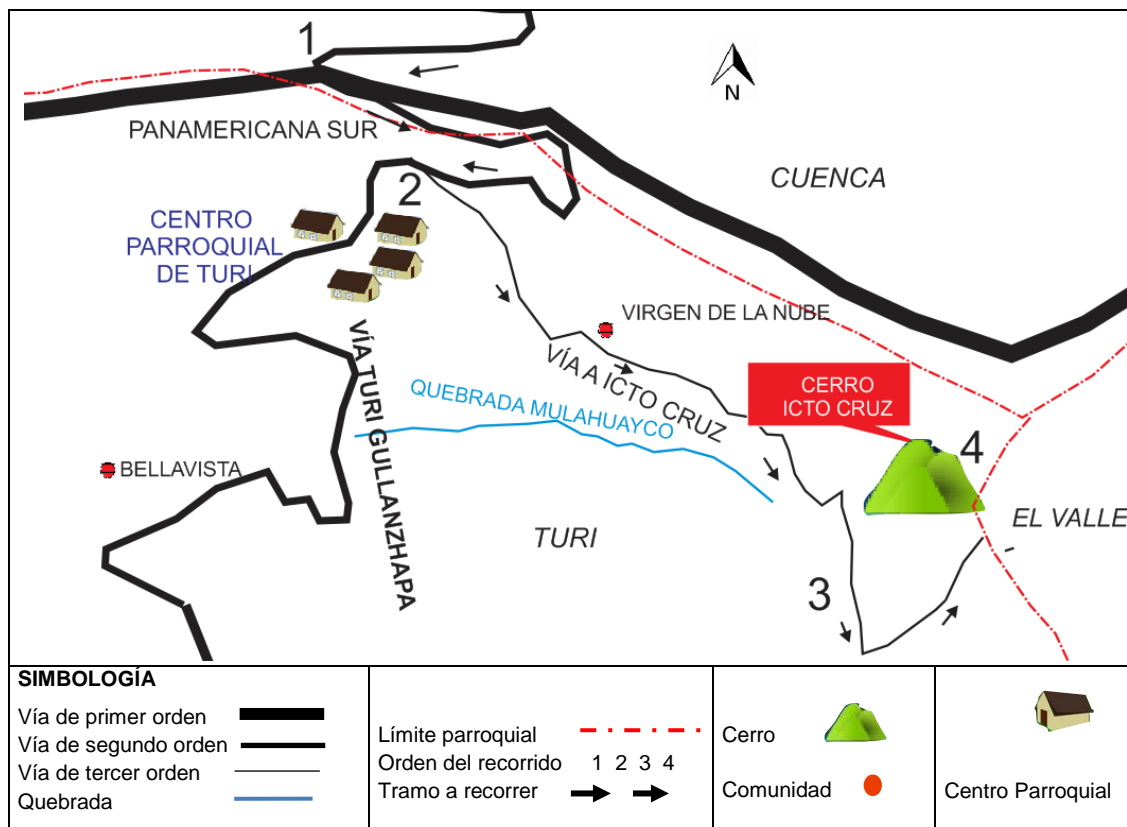 1
N
PANAMERICANA SUR
CUENCA
2
CENTRO
PARROQUIAL
DE TURI
VIRGEN DE LA NUBE
VÍA A ICTO CRUZ
CERRO
ICTO CRUZ
QUEBRADA MULAHUAYCO
VÍA TURI GULLANZHAPA
4
BELLAVISTA
EL VALLE
TURI
3
SIMBOLOGÍA
Vía de primer orden
Vía de segundo orden
Vía de tercer orden
Quebrada
Límite parroquial
Orden del recorrido 1 2 3 4
Tramo a recorrer
Cerro
Comunidad
Centro Parroquial